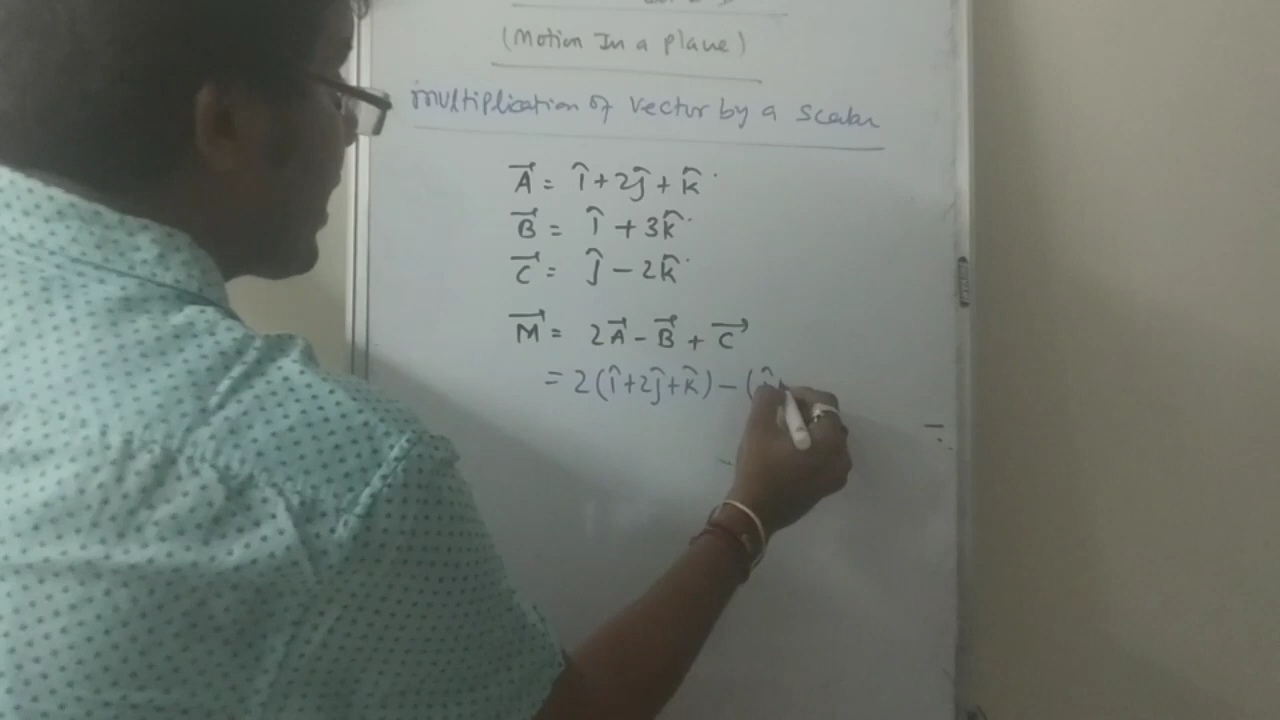 (Motion In a plane)
multiplication of vector by a scalar
A⃗ = î + 2ĵ + k̂
B⃗ = î + 3k̂
C⃗ = ĵ - 2k̂
M⃗ = 2A⃗ - B⃗ + C⃗
= 2(î+2ĵ+k̂) - (î